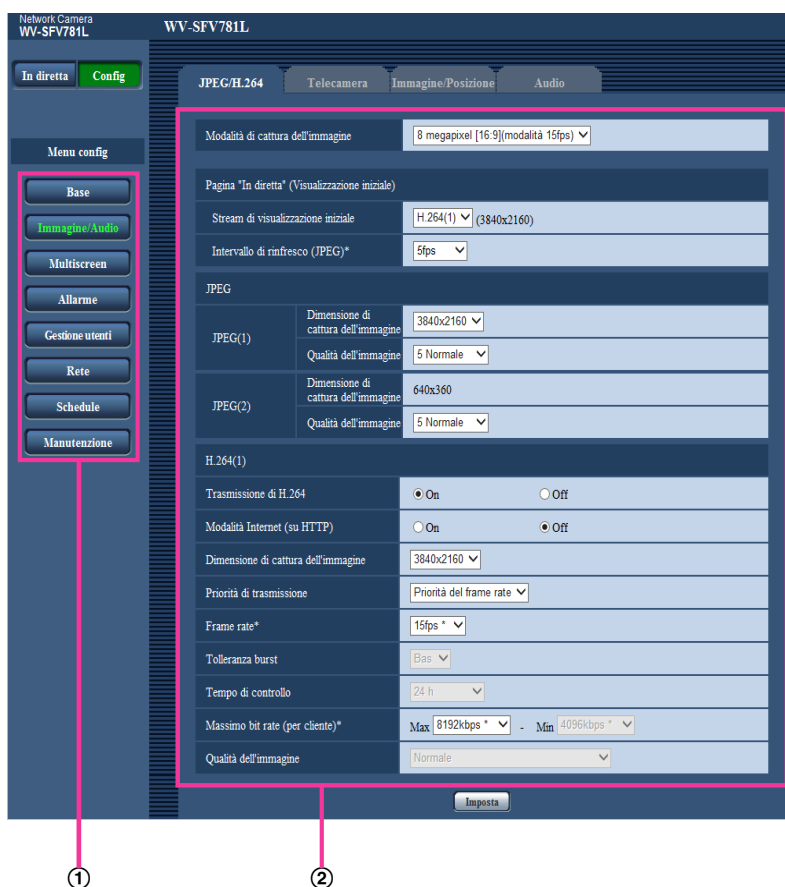 Network Camera
WV-SFV781L
WV-SFV781L
In diretta
Config
Menu config
Base
Immagine/Audio
Multiscreen
Allarme
Gestione utenti
Rete
Schedule
Manutenzione
JPEG/H.264
Telecamera
Immagine/Posizione
Audio
Modalità di cattura dell'immagine
8 megapixel [16:9](modalità 15fps)
Pagina "In diretta" (Visualizzazione iniziale)
Stream di visualizzazione iniziale
H.264(1) (3840x2160)
Intervallo di rinfresco (JPEG)*
5fps
JPEG
JPEG(1)
Dimensione di
cattura dell'immagine
3840x2160
Qualità dell'immagine
5 Normale
JPEG(2)
Dimensione di
cattura dell'immagine
640x360
Qualità dell'immagine
5 Normale
H.264(1)
Trasmissione di H.264
On Off
Modalità Internet (su HTTP)
On Off
Dimensione di cattura dell'immagine
3840x2160
Priorità di trasmissione
Priorità del frame rate
Frame rate*
15fps *
Tolleranza burst
Bas
Tempo di controllo
24 h
Massimo bit rate (per cliente)*
Max 8192kbps * - Min 4096kbps *
Qualità dell'immagine
Normale
Imposta
① ②